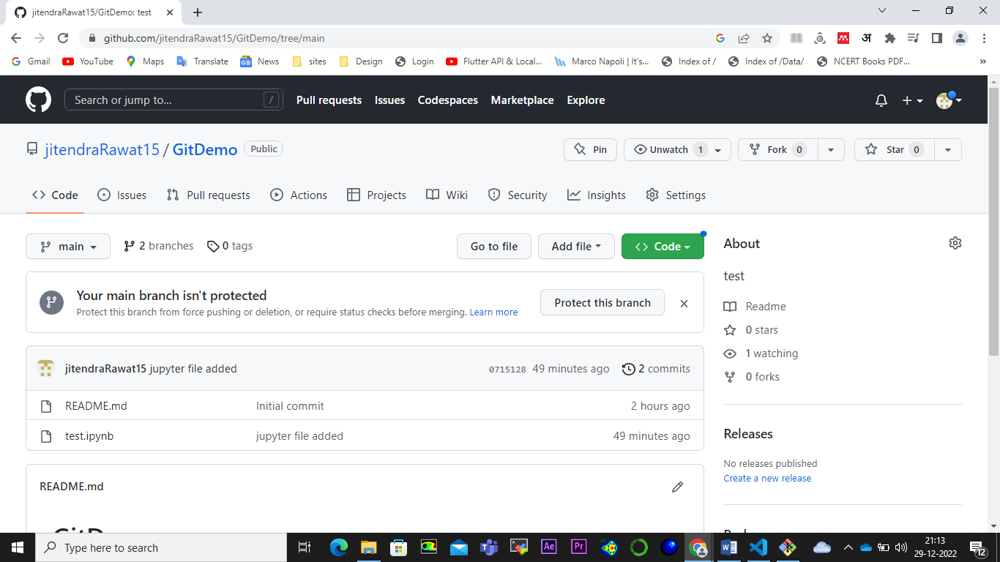 jitendraRawat15/GitDemo: test
github.com/jitendraRawat15/GitDemo/tree/main
अ
Gmail YouTube Maps Translate News sites Design Login Flutter API & Local... Marco Napoli | It's... Index of / Index of /Data/ NCERT Books PDF... »
Search or jump to... / Pull requests Issues Codespaces Marketplace Explore
jitendraRawat15 / GitDemo Public Pin Unwatch 1 Fork 0 Star 0
Code Issues Pull requests Actions Projects Wiki Security Insights Settings
main 2 branches 0 tags Go to file Add file Code
About
test
Your main branch isn't protected
Protect this branch from force pushing or deletion, or require status checks before merging. Learn more
Protect this branch
Readme
0 stars
1 watching
0 forks
jitendraRawat15 jupyter file added 0715128 49 minutes ago 2 commits
README.md Initial commit 2 hours ago
test.ipynb jupyter file added 49 minutes ago
Releases
No releases published
Create a new release
README.md
Type here to search
Ae
Pr
21:13
29-12-2022
12